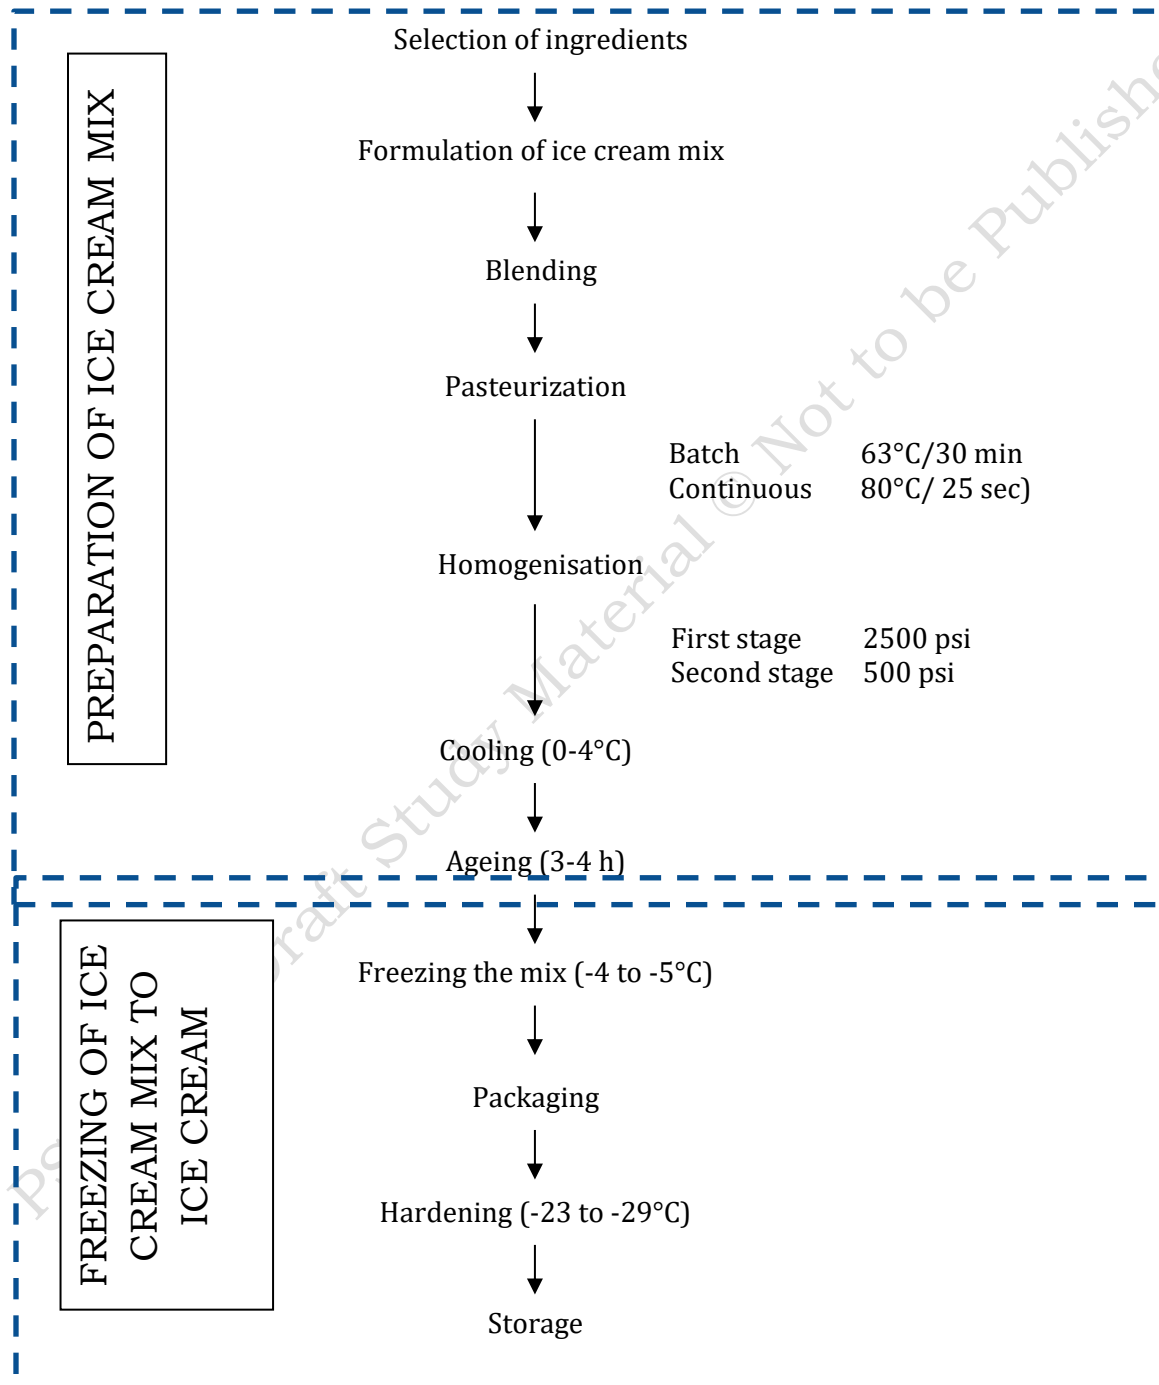 PREPARATION OF ICE CREAM MIX
Selection of ingredients
Formulation of ice cream mix
Blending
Pasteurization
Batch 63°C/30 min
Continuous 80°C/ 25 sec)
Homogenisation
First stage 2500 psi
Second stage 500 psi
Cooling (0-4°C)
Ageing (3-4 h)
FREEZING OF ICE
CREAM MIX TO
ICE CREAM
Freezing the mix (-4 to -5°C)
Packaging
Hardening (-23 to -29°C)
Storage
Draft Study Material © Not to be Publishe